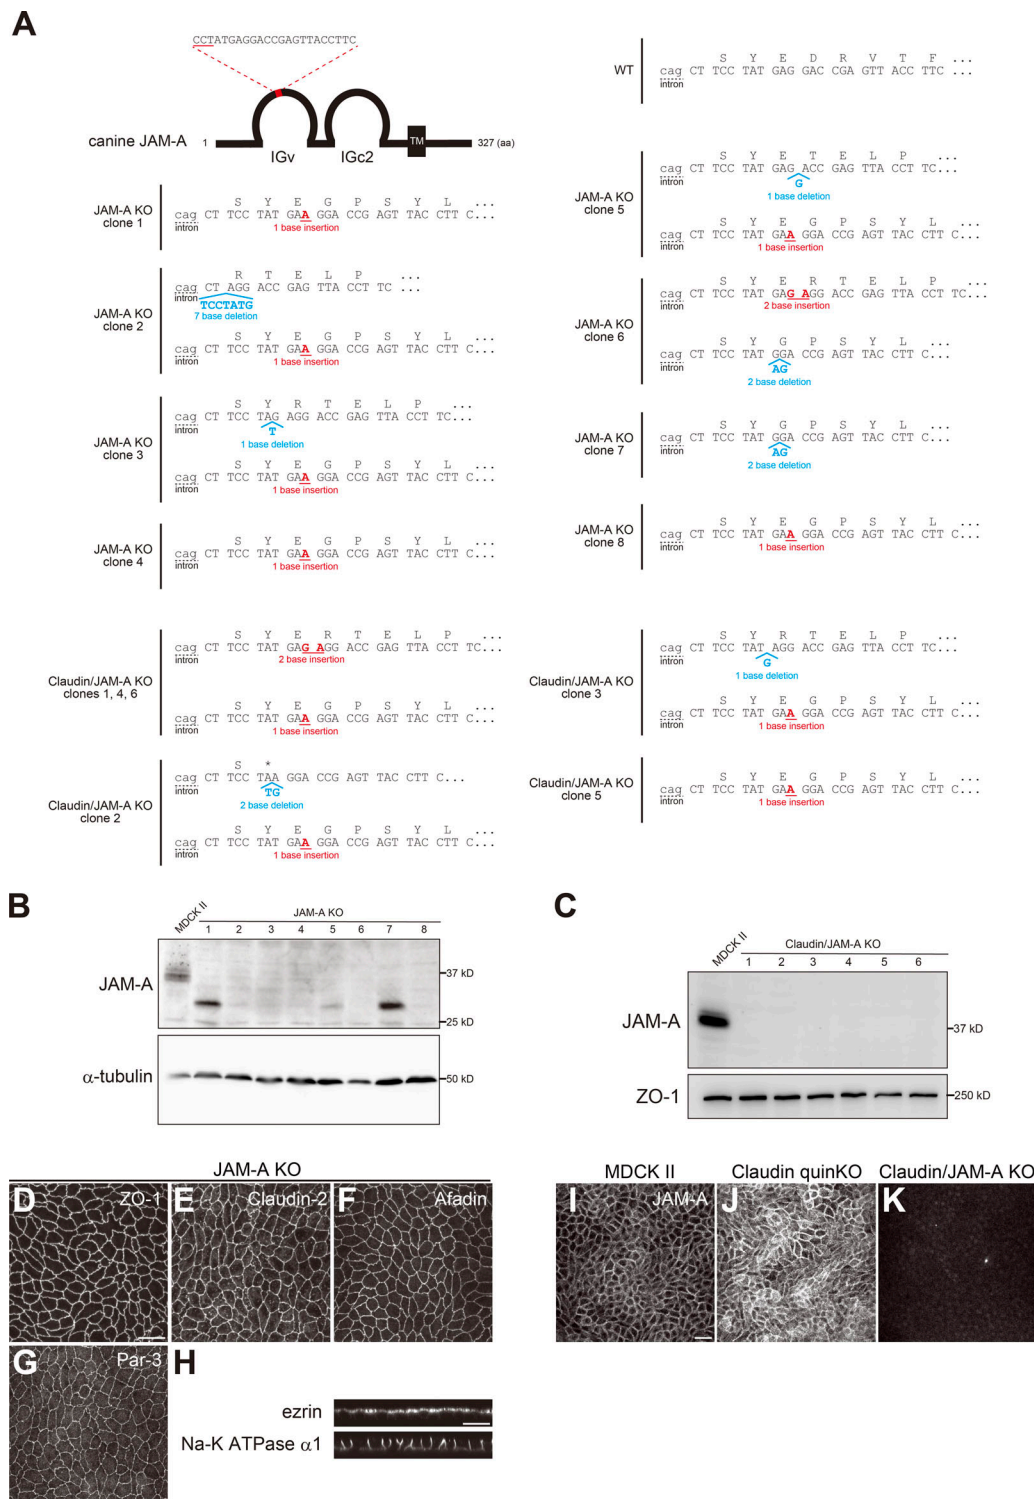 A
CCTATGAGGACCGAGTTACCTTC
canine JAM-A
1
IGv
IGc2
TM
327 (aa)
WT
S Y E D R V T F ...
cag CT TCC TAT GAG GAC CGA GTT ACC TTC ...
intron
JAM-A KO
clone 1
S Y E G P S Y L ...
cag CT TCC TAT GAA GGA CCG AGT TAC CTT C...
intron
1 base insertion
JAM-A KO
clone 2
R T E L P ...
cag CT AGG ACC GAG TTA CCT TC ...
intron
TCCTATG
7 base deletion
S Y E G P S Y L ...
cag CT TCC TAT GAA GGA CCG AGT TAC CTT C...
intron
1 base insertion
JAM-A KO
clone 3
S Y R T E L P ...
cag CT TCC TAG AGG ACC GAG TTA CCT TC...
intron
T
1 base deletion
S Y E G P S Y L ...
cag CT TCC TAT GAA GGA CCG AGT TAC CTT C...
intron
1 base insertion
JAM-A KO
clone 4
S Y E G P S Y L ...
cag CT TCC TAT GAA GGA CCG AGT TAC CTT C...
intron
1 base insertion
JAM-A KO
clone 5
S Y E T E L P ...
cag CT TCC TAT GAG ACC GAG TTA CCT TC...
intron
G
1 base deletion
S Y E G P S Y L ...
cag CT TCC TAT GAA GGA CCG AGT TAC CTT C...
intron
1 base insertion
JAM-A KO
clone 6
S Y E R T E L P ...
cag CT TCC TAT GAG AGG ACC GAG TTA CCT TC...
intron
2 base insertion
S Y G P S Y L ...
cag CT TCC TAT GGA CCG AGT TAC CTT C...
intron
AG
2 base deletion
JAM-A KO
clone 7
S Y G P S Y L ...
cag CT TCC TAT GGA CCG AGT TAC CTT C...
intron
AG
2 base deletion
JAM-A KO
clone 8
S Y E G P S Y L ...
cag CT TCC TAT GAA GGA CCG AGT TAC CTT C...
intron
1 base insertion
Claudin/JAM-A KO
clones 1, 4, 6
S Y E R T E L P ...
cag CT TCC TAT GAG AGG ACC GAG TTA CCT TC...
intron
2 base insertion
S Y E G P S Y L ...
cag CT TCC TAT GAA GGA CCG AGT TAC CTT C...
intron
1 base insertion
Claudin/JAM-A KO
clone 2
S *
cag CT TCC TAA GGA CCG AGT TAC CTT C...
intron
TG
2 base deletion
S Y E G P S Y L ...
cag CT TCC TAT GAA GGA CCG AGT TAC CTT C...
intron
1 base insertion
Claudin/JAM-A KO
clone 3
S Y R T E L P ...
cag CT TCC TAT AGG ACC GAG TTA CCT TC...
intron
G
1 base deletion
S Y E G P S Y L ...
cag CT TCC TAT GAA GGA CCG AGT TAC CTT C...
intron
1 base insertion
Claudin/JAM-A KO
clone 5
S Y E G P S Y L ...
cag CT TCC TAT GAA GGA CCG AGT TAC CTT C...
intron
1 base insertion
B
MDCK II
JAM-A KO
1 2 3 4 5 6 7 8
JAM-A
37 kD
25 kD
α-tubulin
50 kD
C
MDCK II
Claudin/JAM-A KO
1 2 3 4 5 6
JAM-A
37 kD
ZO-1
250 kD
JAM-A KO
D
ZO-1
E
Claudin-2
F
Afadin
G
Par-3
H
ezrin
Na-K ATPase α1
MDCK II
Claudin quinKO
Claudin/JAM-A KO
I
JAM-A
J
K